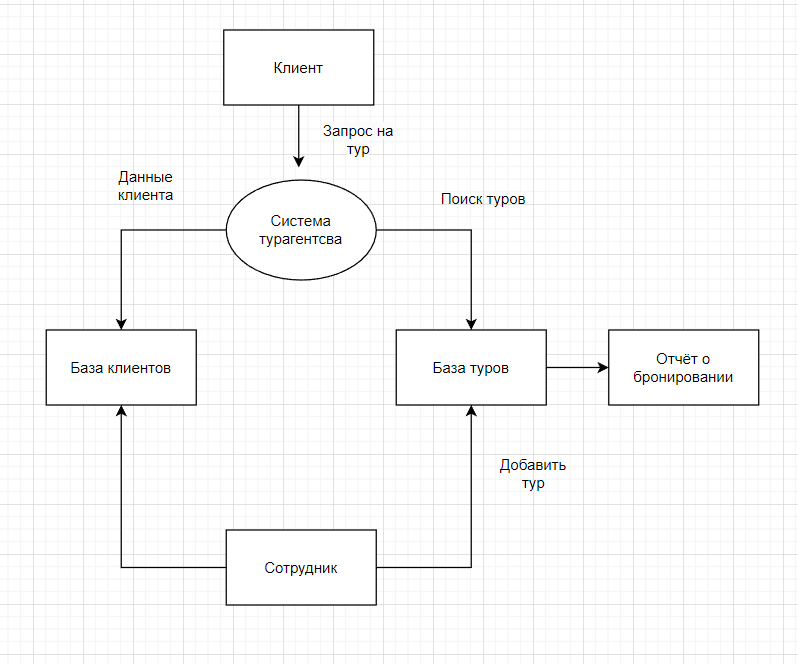 Клиент
Запрос на
тур
Данные
клиента
Поиск туров
Система
турагентсва
База клиентов
База туров
Отчёт о
бронировании
Добавить
тур
Сотрудник